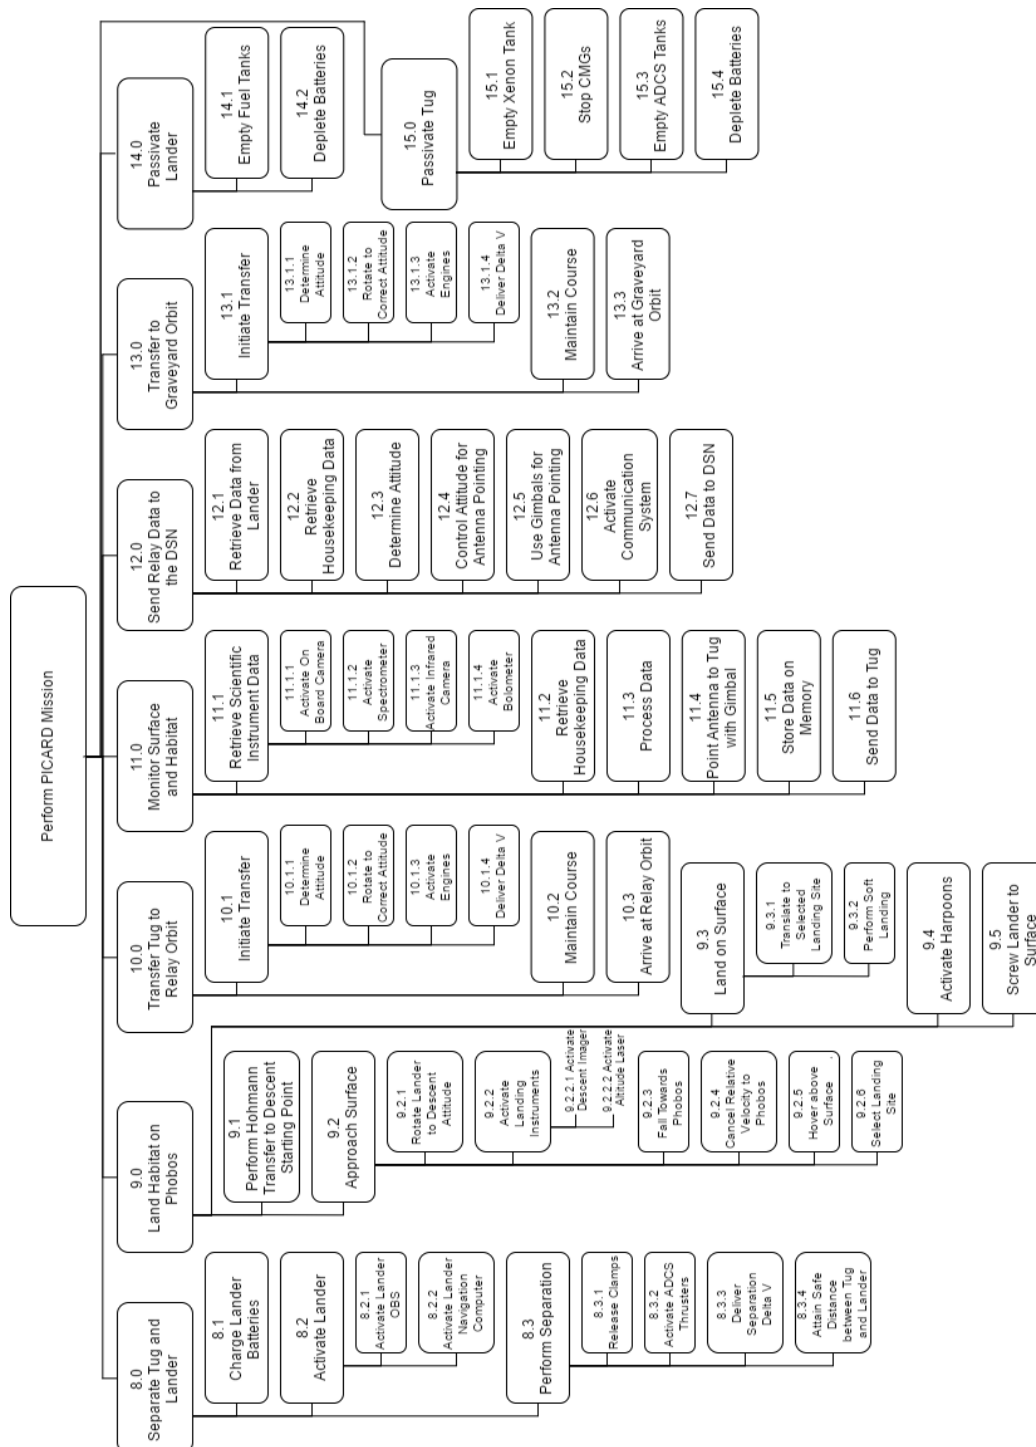 Perform PICARD Mission
8.0
Separate Tug and
Lander
8.1
Charge Lander
Batteries
8.2
Activate Lander
8.2.1
Activate Lander
OBS
8.2.2
Activate Lander
Navigation
Computer
8.3
Perform Separation
8.3.1
Release Clamps
8.3.2
Activate ADCS
Thrusters
8.3.3
Deliver
Separation
Delta V
8.3.4
Attain Safe
Distance
between Tug
and Lander
9.0
Land Habitat on
Phobos
9.1
Perform Hohmann
Transfer to Descent
Starting Point
9.2
Approach Surface
9.2.1
Rotate Lander
to Descent
Attitude
9.2.2
Activate
Landing
Instruments
9.2.2.1 Activate
Descent Imager
9.2.2.2 Activate
Altitude Laser
9.2.3
Fall Towards
Phobos
9.2.4
Cancel Relative
Velocity to
Phobos
9.2.5
Hover above
Surface
9.2.6
Select Landing
Site
9.3
Land on Surface
9.3.1
Translate to
Selected
Landing Site
9.3.2
Perform Soft
Landing
9.4
Activate Harpoons
9.5
Screw Lander to
Surface
10.0
Transfer Tug to
Relay Orbit
10.1
Initiate Transfer
10.1.1
Determine
Attitude
10.1.2
Rotate to
Correct Attitude
10.1.3
Activate
Engines
10.1.4
Deliver Delta V
10.2
Maintain Course
10.3
Arrive at Relay Orbit
11.0
Monitor Surface
and Habitat
11.1
Retrieve Scientific
Instrument Data
11.1.1
Activate On
Board Camera
11.1.2
Activate
Spectrometer
11.1.3
Activate Infrared
Camera
11.1.4
Activate
Bolometer
11.2
Retrieve
Housekeeping Data
11.3
Process Data
11.4
Point Antenna to Tug
with Gimbal
11.5
Store Data on
Memory
11.6
Send Data to Tug
12.0
Send Relay Data to
the DSN
12.1
Retrieve Data from
Lander
12.2
Retrieve
Housekeeping Data
12.3
Determine Attitude
12.4
Control Attitude for
Antenna Pointing
12.5
Use Gimbals for
Antenna Pointing
12.6
Activate
Communication
System
12.7
Send Data to DSN
13.0
Transfer to
Graveyard Orbit
13.1
Initiate Transfer
13.1.1
Determine
Attitude
13.1.2
Rotate to
Correct Attitude
13.1.3
Activate
Engines
13.1.4
Deliver Delta V
13.2
Maintain Course
13.3
Arrive at Graveyard
Orbit
14.0
Passivate
Lander
14.1
Empty Fuel Tanks
14.2
Deplete Batteries
15.0
Passivate Tug
15.1
Empty Xenon Tank
15.2
Stop CMGs
15.3
Empty ADCS Tanks
15.4
Deplete Batteries